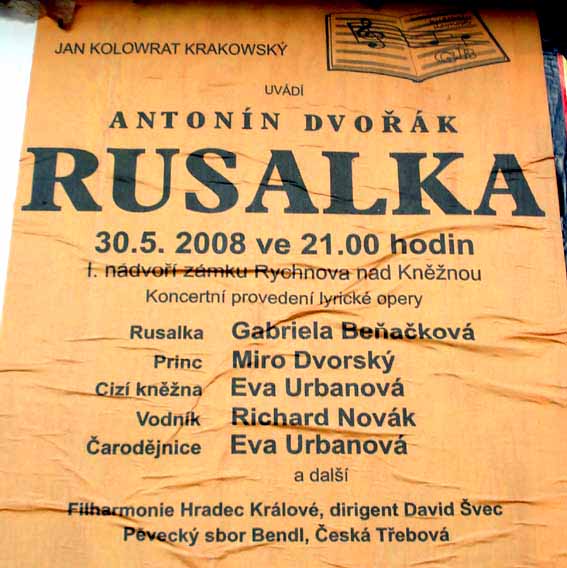 JAN KOLOWRAT KRAKOWSKÝ
UVÁDÍ
ANTONÍN DVOŘÁK
RUSALKA
30.5. 2008 ve 21.00 hodin
I. nádvoří zámku Rychnova nad Kněžnou
Koncertní provedení lyrické opery
Rusalka Gabriela Beňačková
Princ Miro Dvorský
Cizí kněžna Eva Urbanová
Vodník Richard Novák
Čarodějnice Eva Urbanová
a další
Filharmonie Hradec Králové, dirigent David Švec
Pěvecký sbor Bendl, Česká Třebová